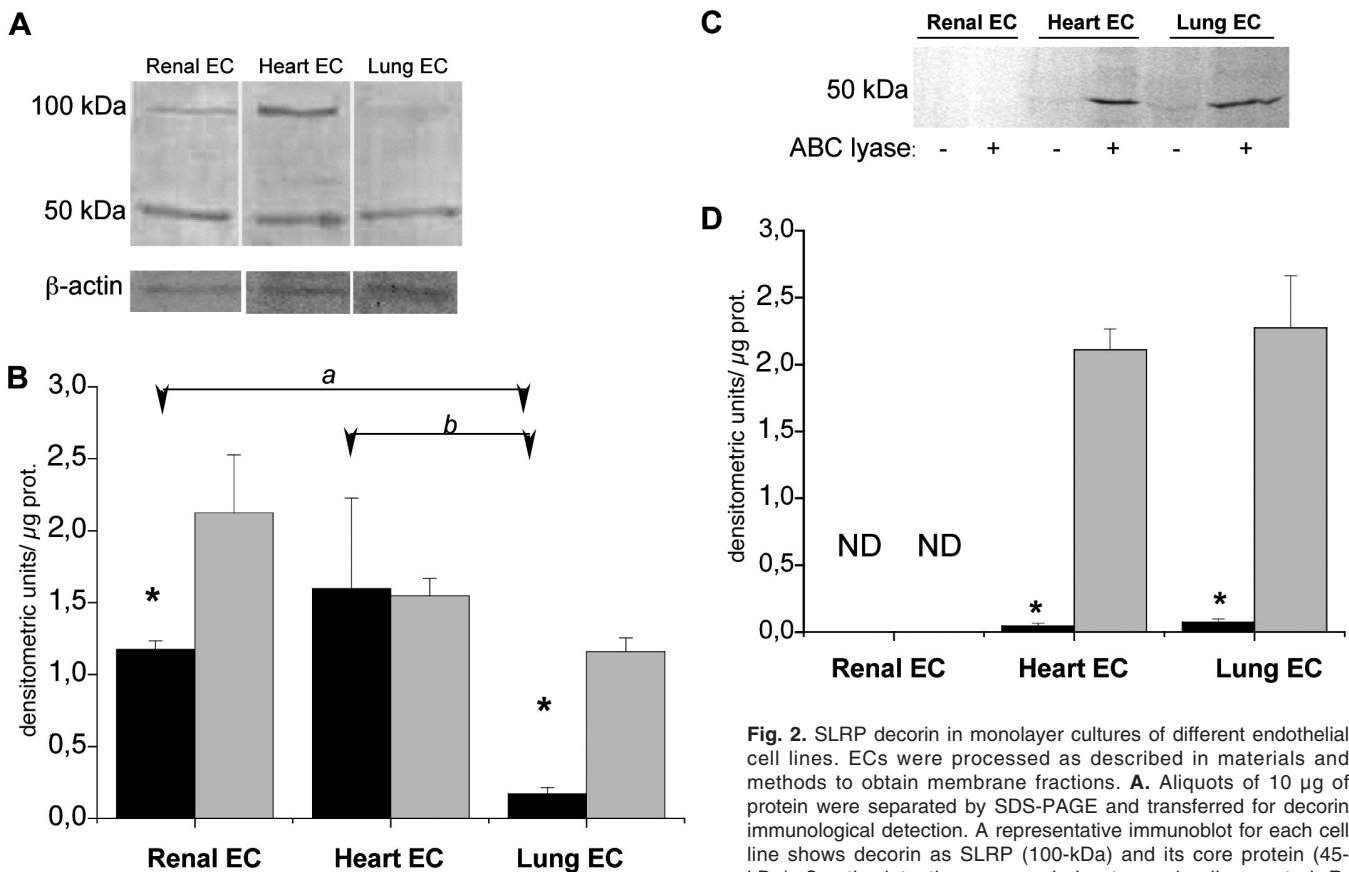 A
Renal EC Heart EC Lung EC
100 kDa
50 kDa
β-actin
B
3,0
2,5
2,0
1,5
1,0
0,5
0,0
densitometric units/ µg prot.
a
b
*
*
Renal EC Heart EC Lung EC
C
Renal EC Heart EC Lung EC
50 kDa
ABC lyase: - + - + - +
D
3,0
2,5
2,0
1,5
1,0
0,5
0,0
densitometric units/ µg prot.
ND ND
*
*
Renal EC Heart EC Lung EC
Fig. 2. SLRP decorin in monolayer cultures of different endothelial
cell lines. ECs were processed as described in materials and
methods to obtain membrane fractions. A. Aliquots of 10 µg of
protein were separated by SDS-PAGE and transferred for decorin
immunological detection. A representative immunoblot for each cell
line shows decorin as SLRP (100-kDa) and its core protein (45-